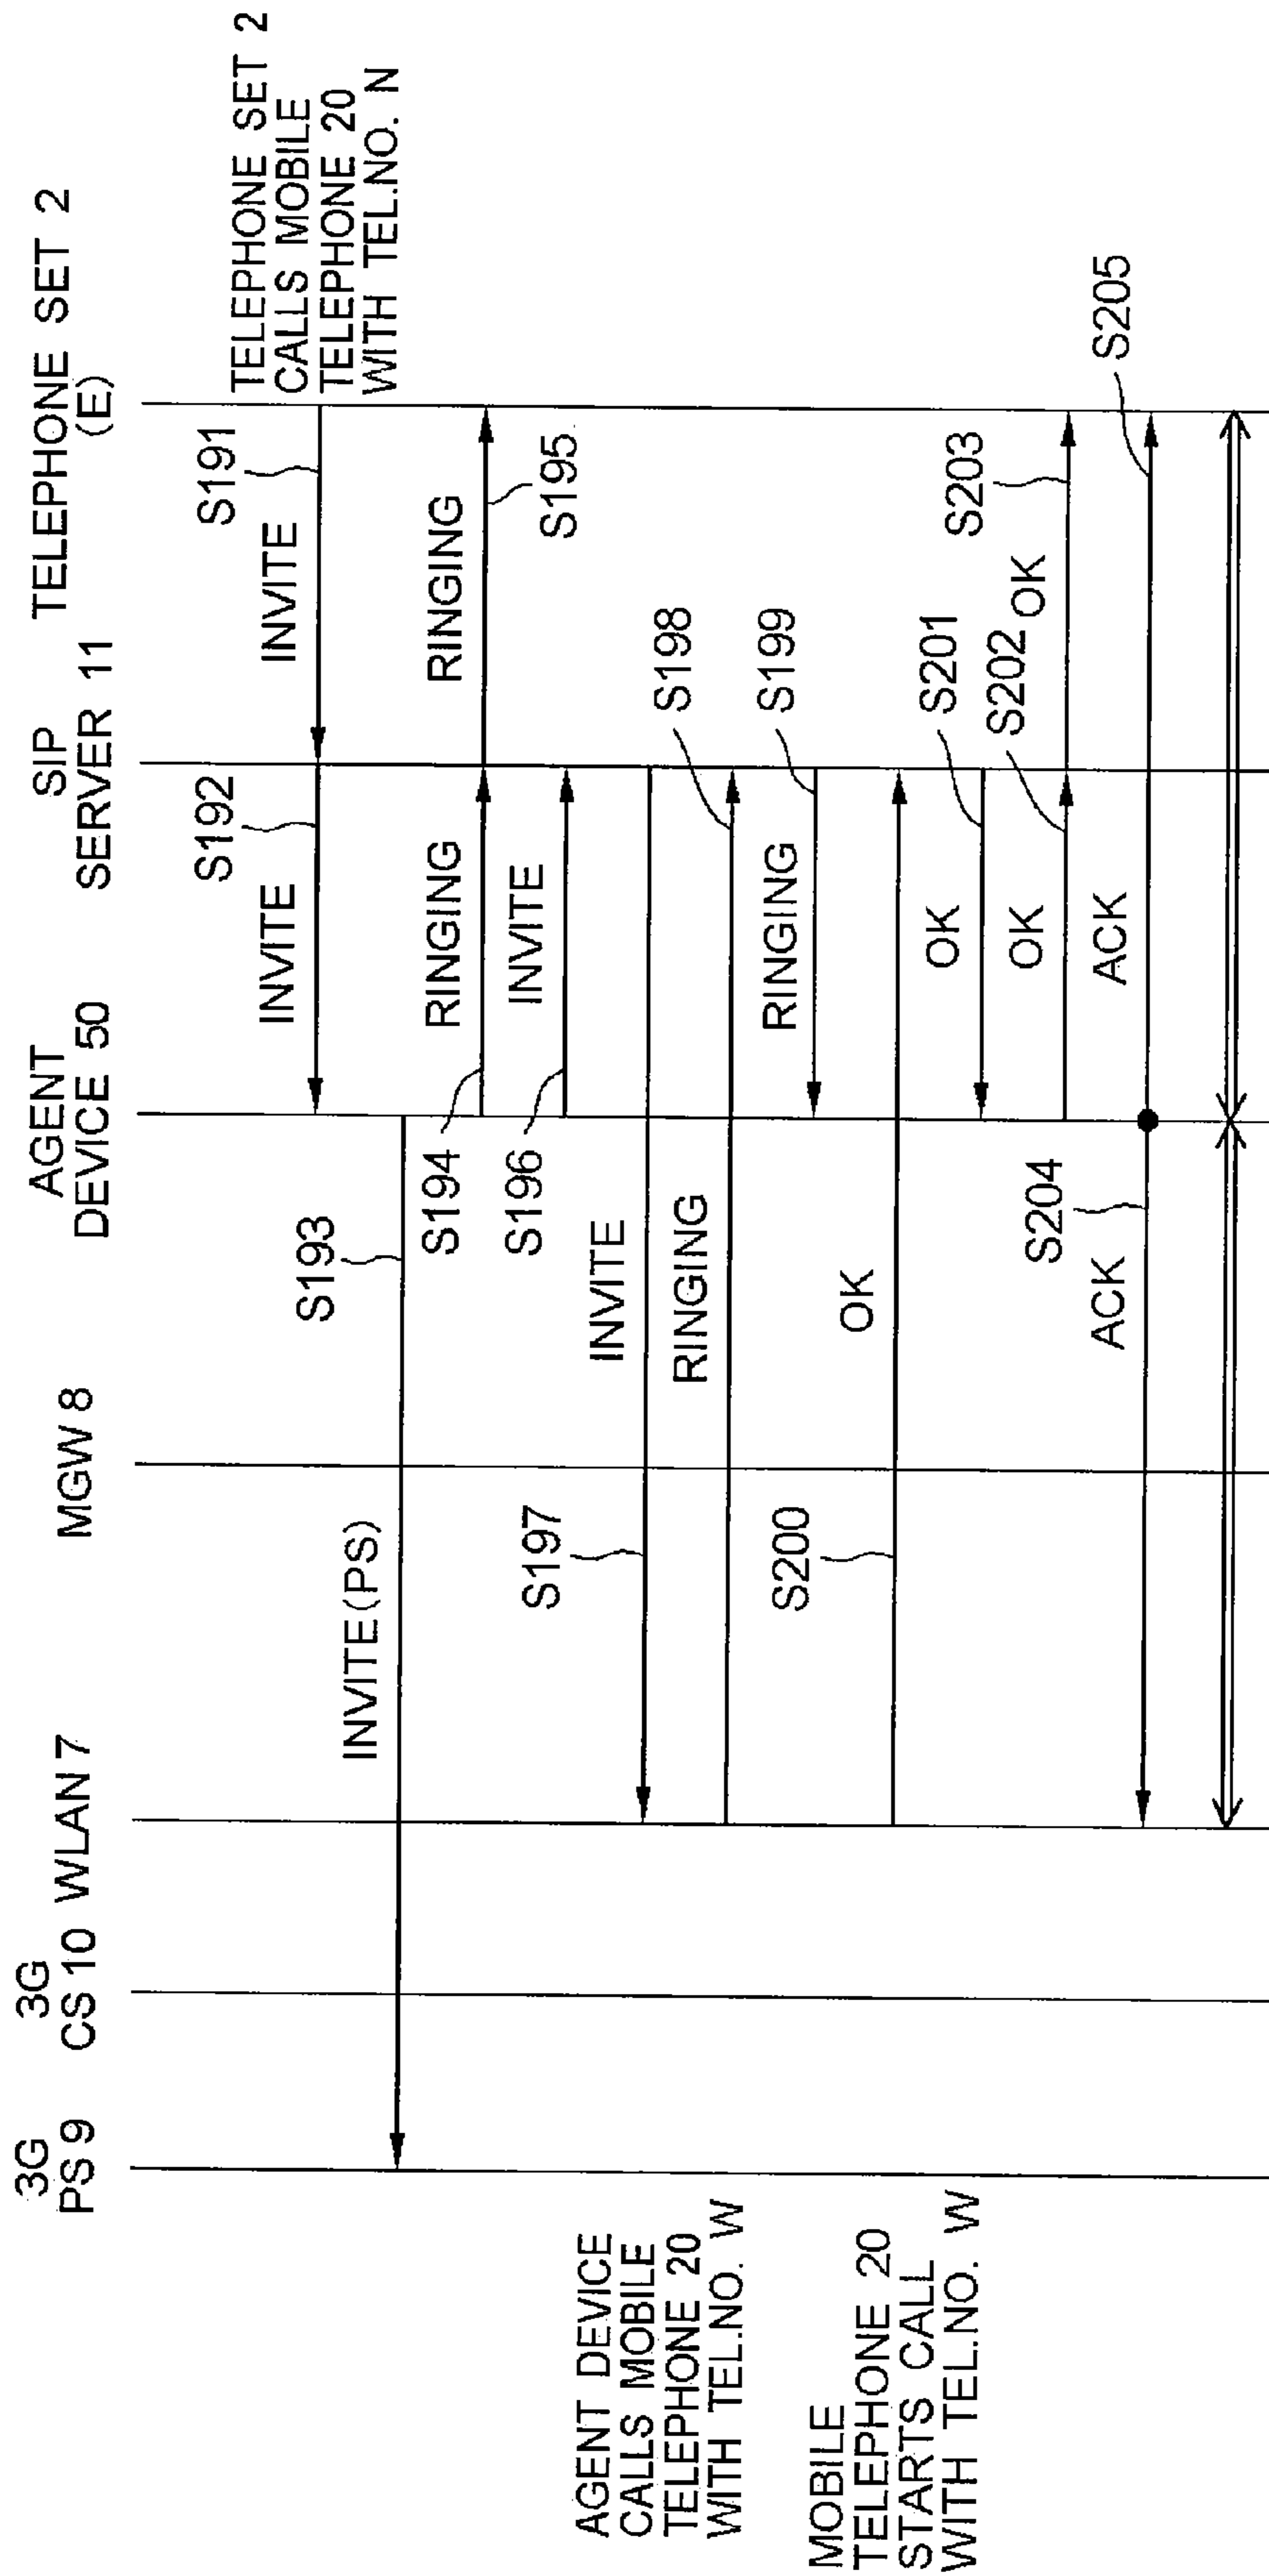 3G
PS 9
3G
CS 10
WLAN 7
MGW 8
AGENT
DEVICE 50
SIP
SERVER 11
TELEPHONE SET 2
(E)
TELEPHONE SET 2
CALLS MOBILE
TELEPHONE 20
WITH TEL.NO. N
S191
INVITE
S192
INVITE
S193
INVITE(PS)
S194
RINGING
RINGING
S195
S196
INVITE
AGENT DEVICE
CALLS MOBILE
TELEPHONE 20
WITH TEL.NO. W
S197
INVITE
RINGING
S198
RINGING
S199
MOBILE
TELEPHONE 20
STARTS CALL
WITH TEL.NO. W
S200
OK
OK
S201
OK
S202
OK
S203
S204
ACK
ACK
S205